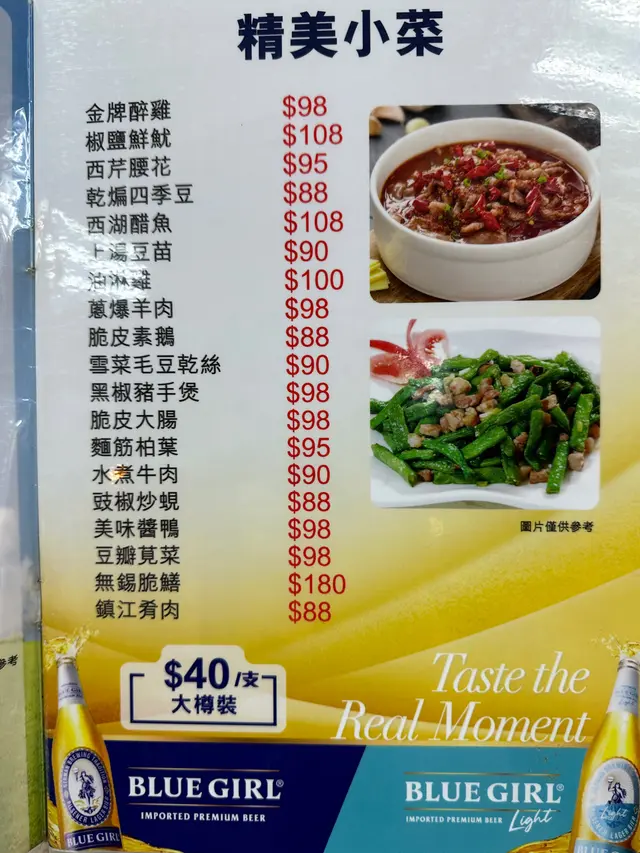 精美小菜
金牌醉雞 $98
椒鹽鮮魷 $108
西芹腰花 $95
乾煸四季豆 $88
西湖醋魚 $108
上湯豆苗 $90
油淋雞 $100
蔥爆羊肉 $98
脆皮素鵝 $88
雪菜毛豆乾絲 $90
黑椒豬手煲 $98
脆皮大腸 $98
麵筋柏葉 $95
水煮牛肉 $90
豉椒炒蜆 $88
美味醬鴨 $98
豆瓣莧菜 $98
無錫脆鱔 $180
鎮江肴肉 $88
圖片僅供參考
參考
$40/支
大樽裝
Taste the
Real Moment
BLUE GIRL®
IMPORTED PREMIUM BEER
BLUE GIRL®
IMPORTED PREMIUM BEER Light
BLUE GIRL
Light
BLUE G